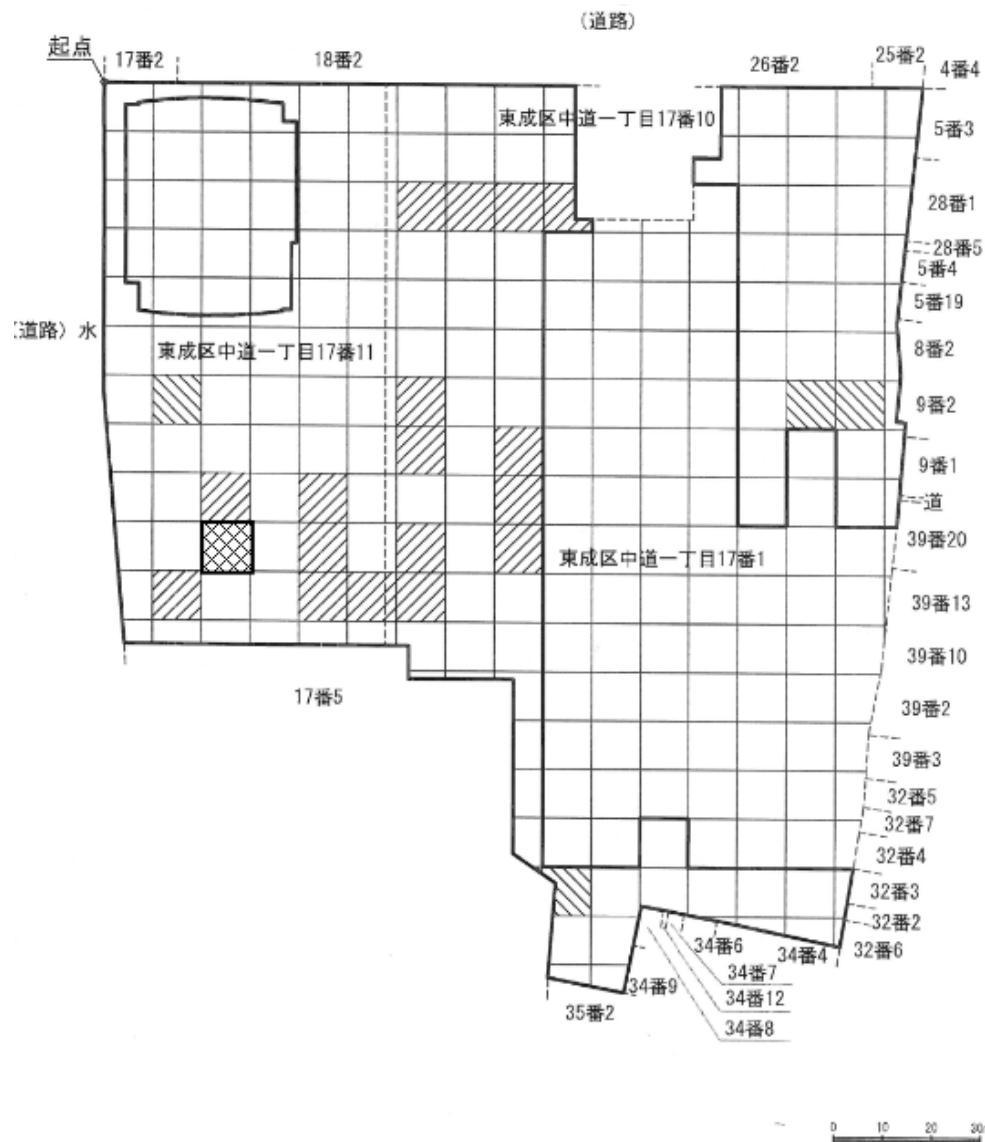 (道路)
起点
17番2
18番2
26番2
25番2
4番4
東成区中道一丁目17番10
5番3
28番1
28番5
5番4
5番19
(道路) 水
東成区中道一丁目17番11
8番2
9番2
9番1
道
39番20
東成区中道一丁目17番1
39番13
39番10
17番5
39番2
39番3
32番5
32番7
32番4
32番3
32番2
34番6
34番4
32番6
34番7
34番9
34番12
35番2
34番8
0 10 20 30